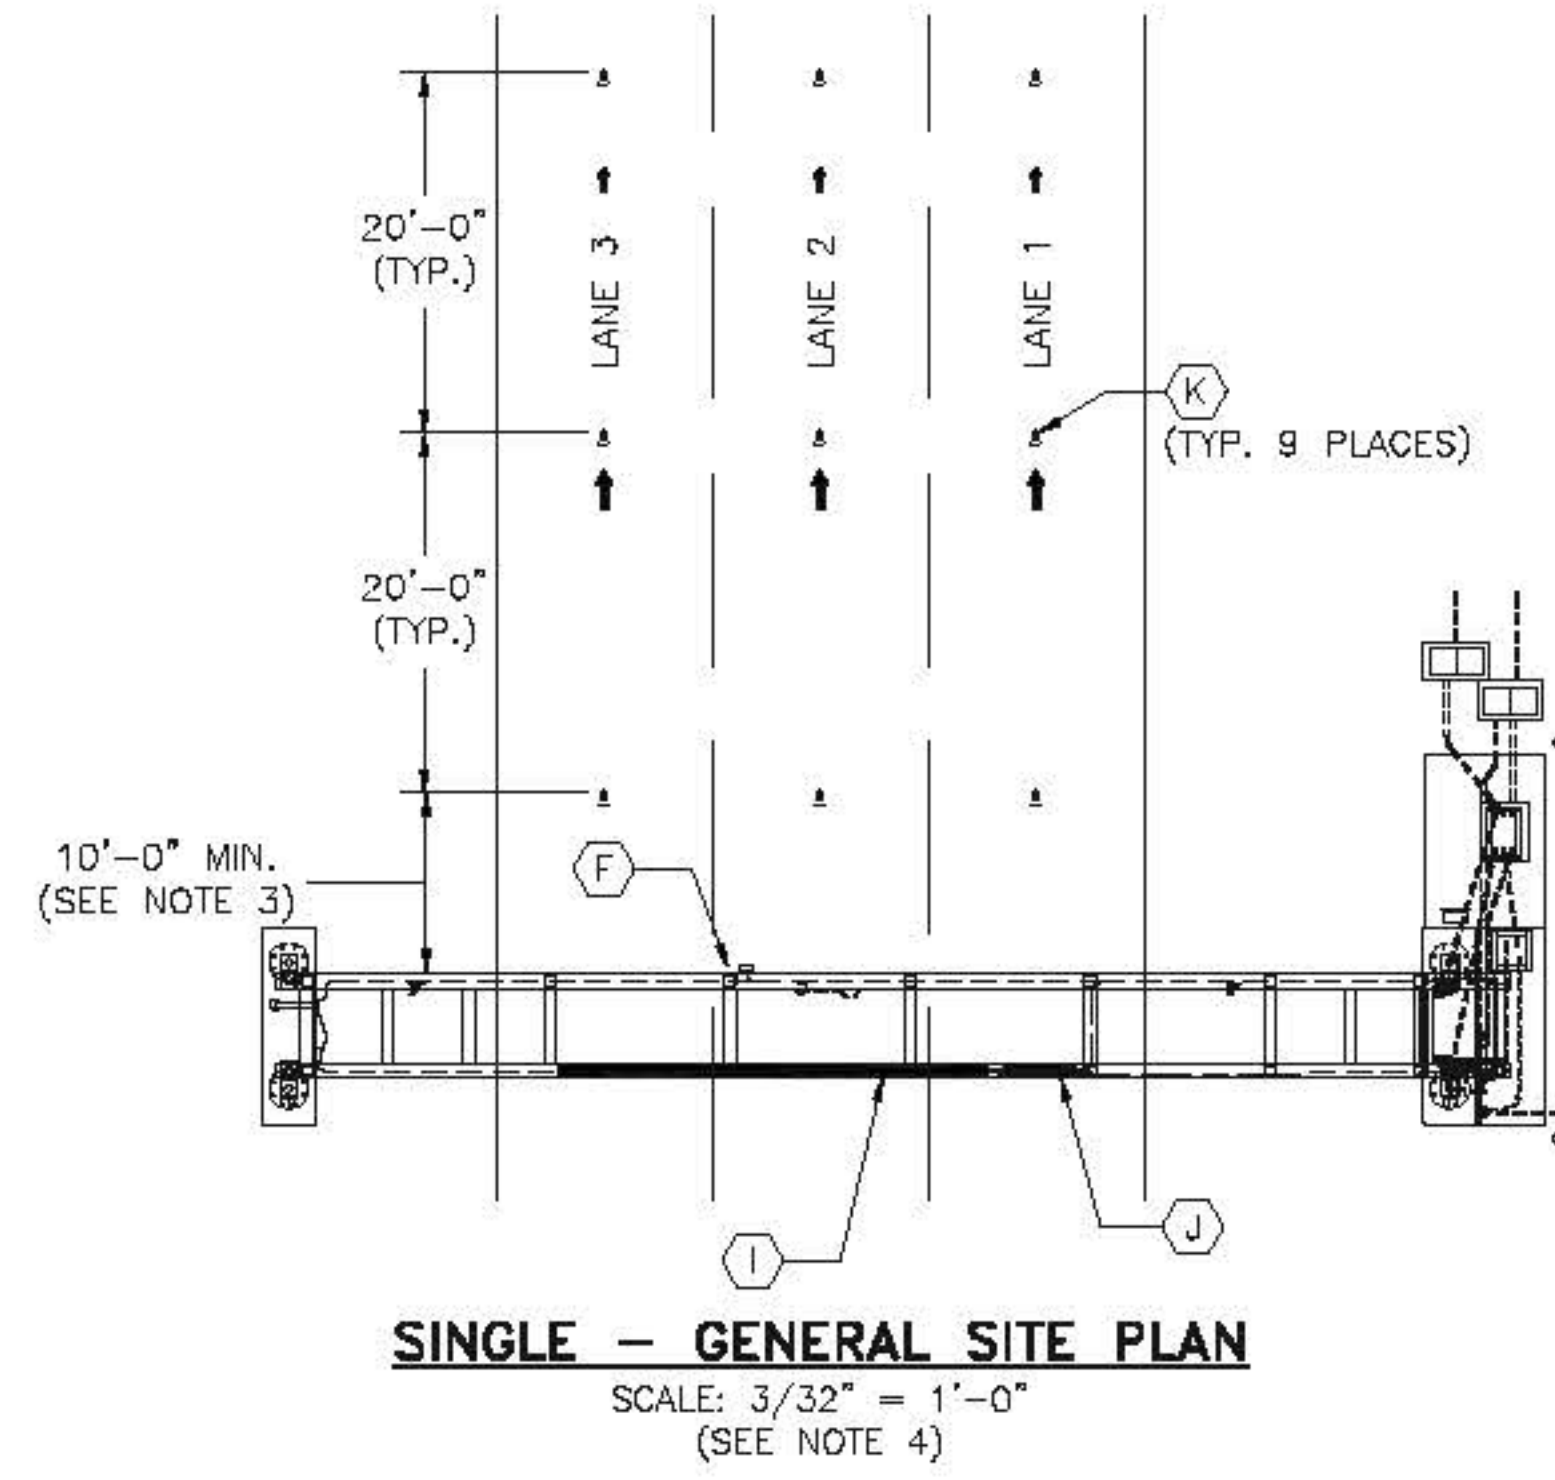 20'-0"
(TYP.)
LANE 3
LANE 2
LANE 1
K
(TYP. 9 PLACES)
20'-0"
(TYP.)
10'-0" MIN.
(SEE NOTE 3)
F
I
J
SINGLE - GENERAL SITE PLAN
SCALE: 3/32" = 1'-0"
(SEE NOTE 4)